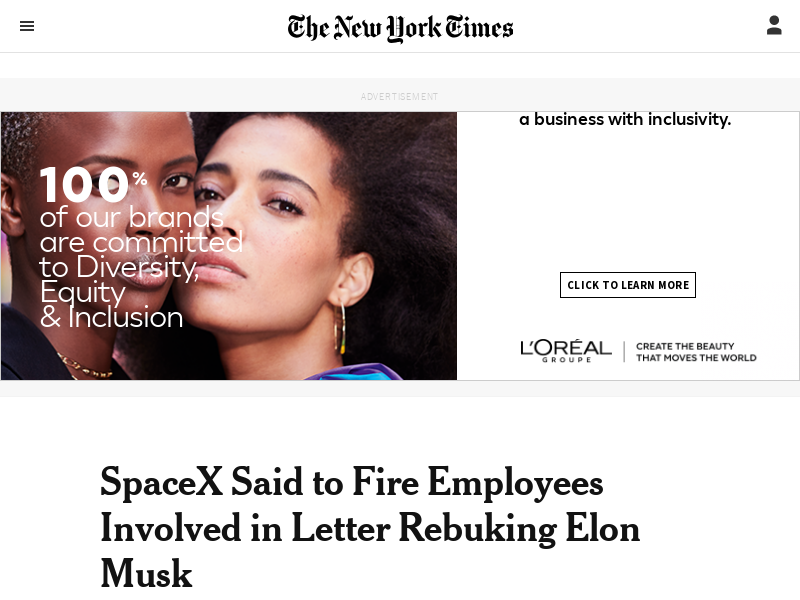 The New York Times
ADVERTISEMENT
a business with inclusivity.
100%
of our brands
are committed
to Diversity,
Equity
& Inclusion
CLICK TO LEARN MORE
L'ORÉAL
GROUPE
CREATE THE BEAUTY
THAT MOVES THE WORLD
SpaceX Said to Fire Employees
Involved in Letter Rebuking Elon
Musk